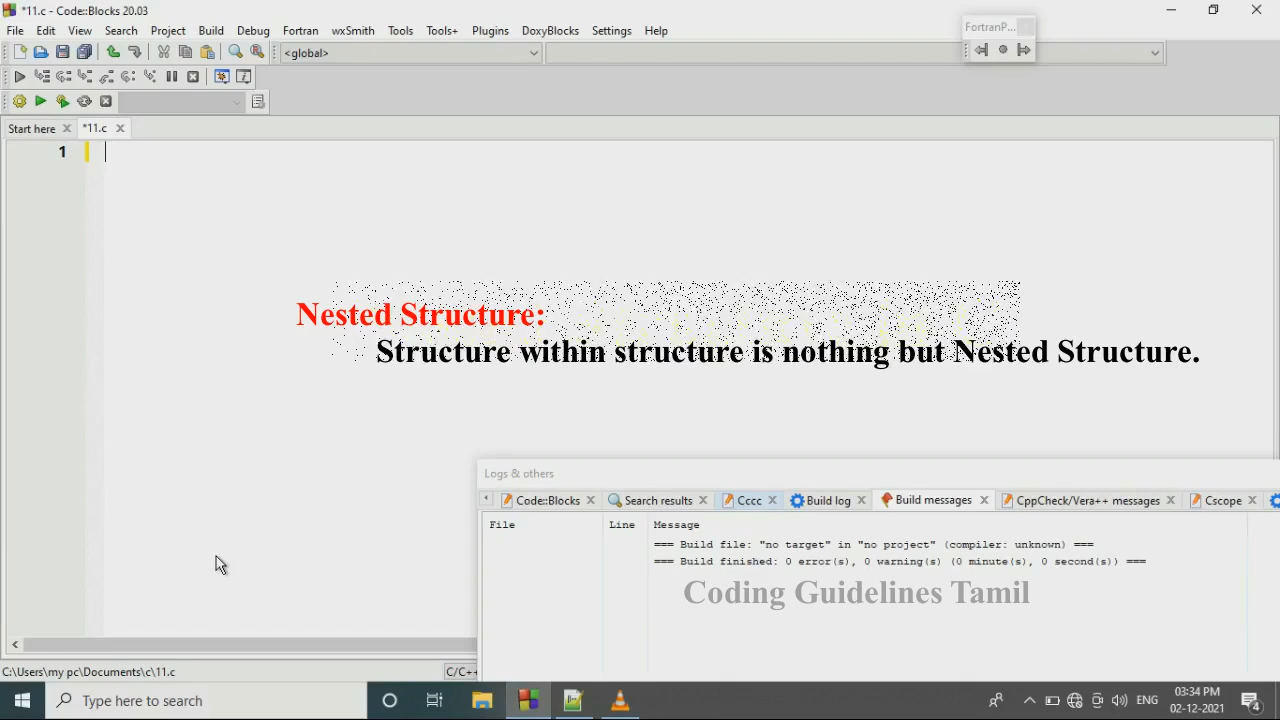 *11.c - Code::Blocks 20.03
File Edit View Search Project Build Debug Fortran wxSmith Tools Tools+ Plugins DoxyBlocks Settings Help
FortranP...
<global>
Start here *11.c
1
Nested Structure:
Structure within structure is nothing but Nested Structure.
Logs & others
Code::Blocks Search results Cccc Build log Build messages CppCheck/Vera++ messages Cscope
File Line Message
=== Build file: "no target" in "no project" (compiler: unknown) ===
=== Build finished: 0 error(s), 0 warning(s) (0 minute(s), 0 second(s)) ===
Coding Guidelines Tamil
C:\Users\my pc\Documents\c\11.c C/C++
Type here to search
ENG
03:34 PM
02-12-2021
4